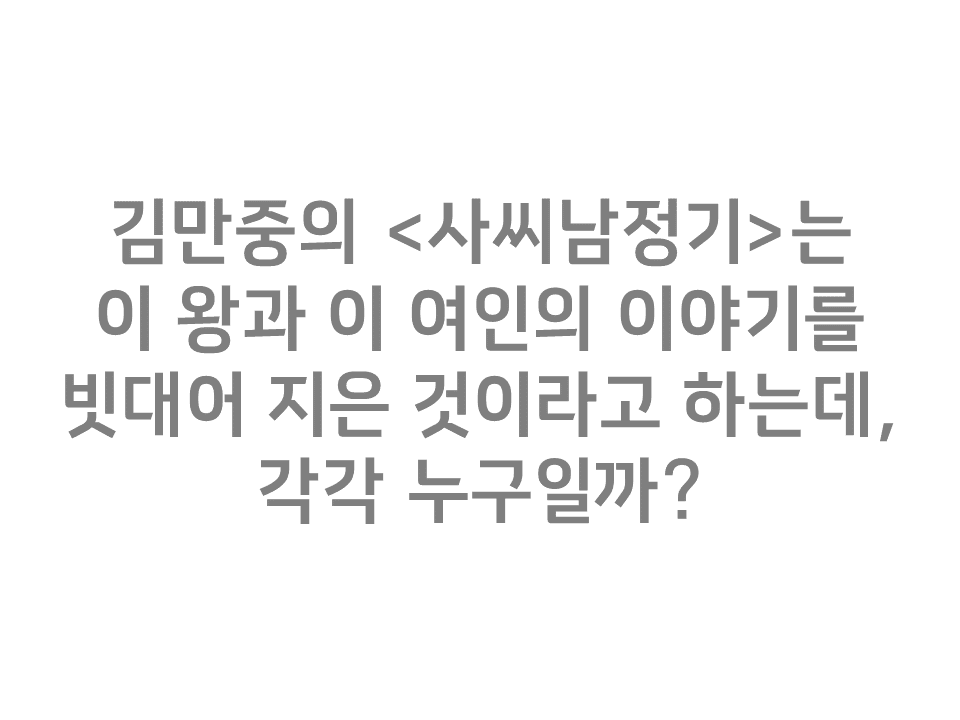 김만중의 <사씨남정기>는
이 왕과 이 여인의 이야기를
빗대어 지은 것이라고 하는데,
각각 누구일까?